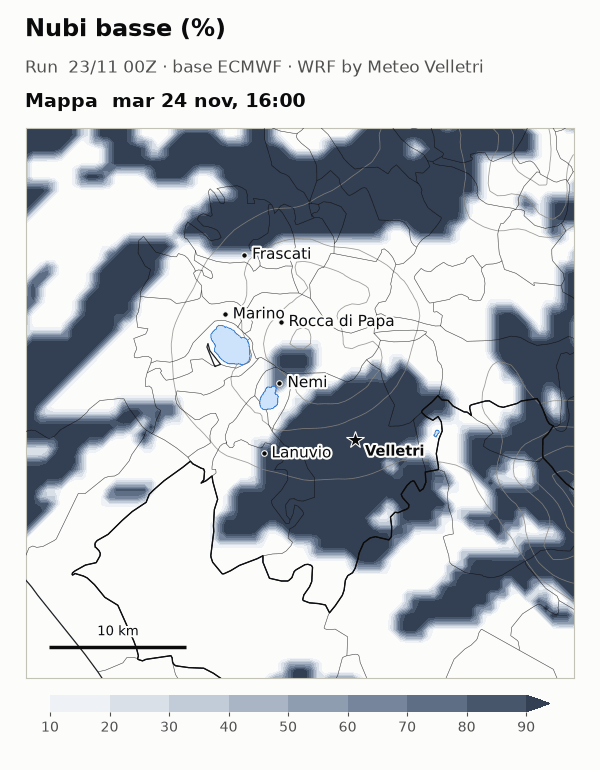 Nubi basse (%)
Run  23/11 00Z · base ECMWF · WRF by Meteo Velletri
Mappa  mar 24 nov, 16:00
Frascati
Marino
Rocca di Papa
Nemi
Velletri
Lanuvio
10 km
10 20 30 40 50 60 70 80 90